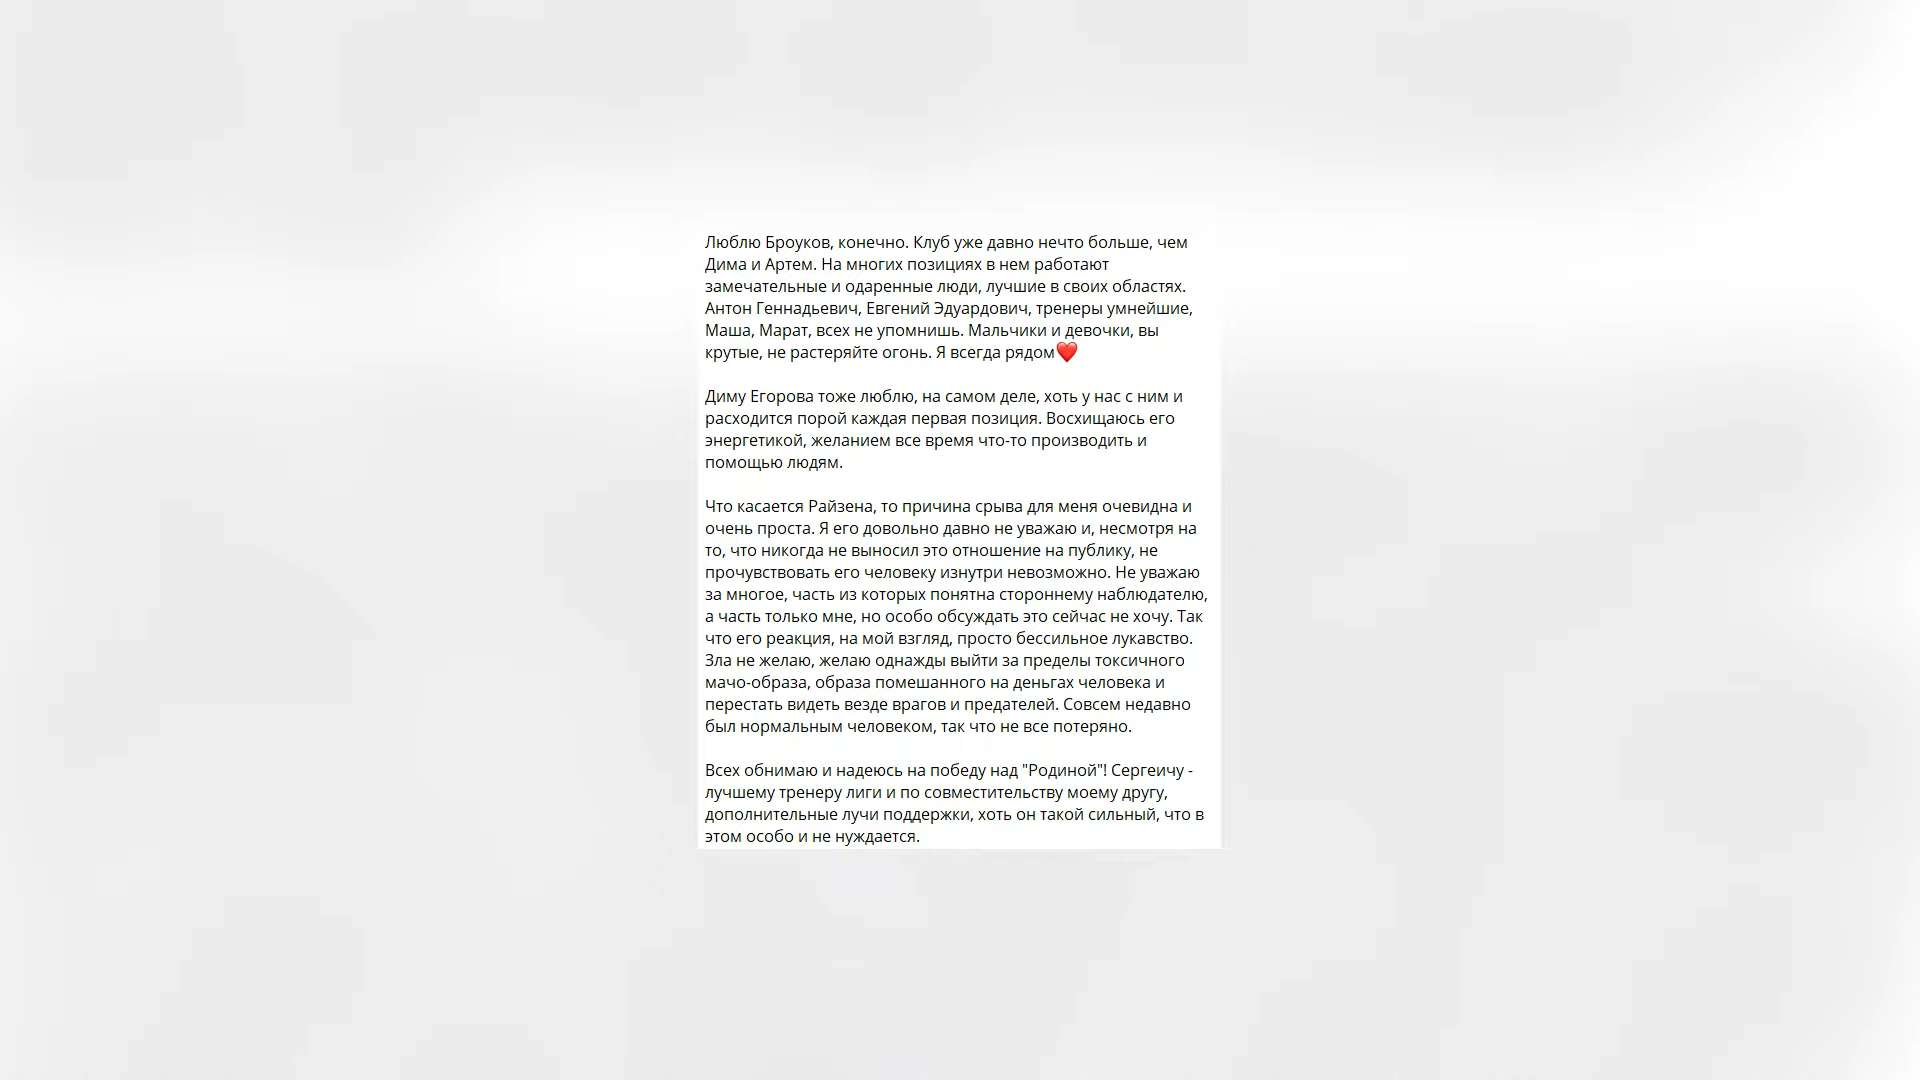 Люблю Броуков, конечно. Клуб уже давно нечто больше, чем
Дима и Артем. На многих позициях в нем работают
замечательные и одаренные люди, лучшие в своих областях.
Антон Геннадьевич, Евгений Эдуардович, тренеры умнейшие,
Маша, Марат, всех не упомнишь. Мальчики и девочки, вы
крутые, не растеряйте огонь. Я всегда рядом❤️
Диму Егорова тоже люблю, на самом деле, хоть у нас с ним и
расходится порой каждая первая позиция. Восхищаюсь его
энергетикой, желанием все время что-то производить и
помощью людям.
Что касается Райзена, то причина срыва для меня очевидна и
очень проста. Я его довольно давно не уважаю и, несмотря на
то, что никогда не выносил это отношение на публику, не
прочувствовать его человеку изнутри невозможно. Не уважаю
за многое, часть из которых понятна стороннему наблюдателю,
а часть только мне, но особо обсуждать это сейчас не хочу. Так
что его реакция, на мой взгляд, просто бессильное лукавство.
Зла не желаю, желаю однажды выйти за пределы токсичного
мачо-образа, образа помешанного на деньгах человека и
перестать видеть везде врагов и предателей. Совсем недавно
был нормальным человеком, так что не все потеряно.
Всех обнимаю и надеюсь на победу над "Родиной"! Сергеичу -
лучшему тренеру лиги и по совместительству моему другу,
дополнительные лучи поддержки, хоть он такой сильный, что в
этом особо и не нуждается.